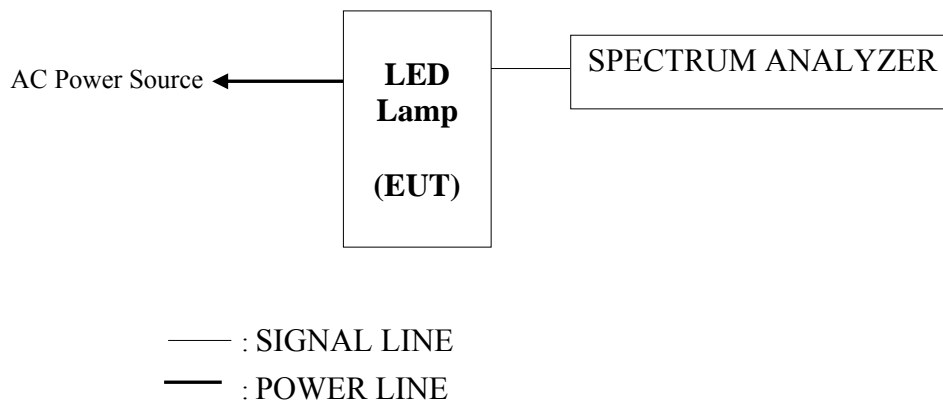 AC Power Source
LED
Lamp
(EUT)
SPECTRUM ANALYZER
: SIGNAL LINE
: POWER LINE